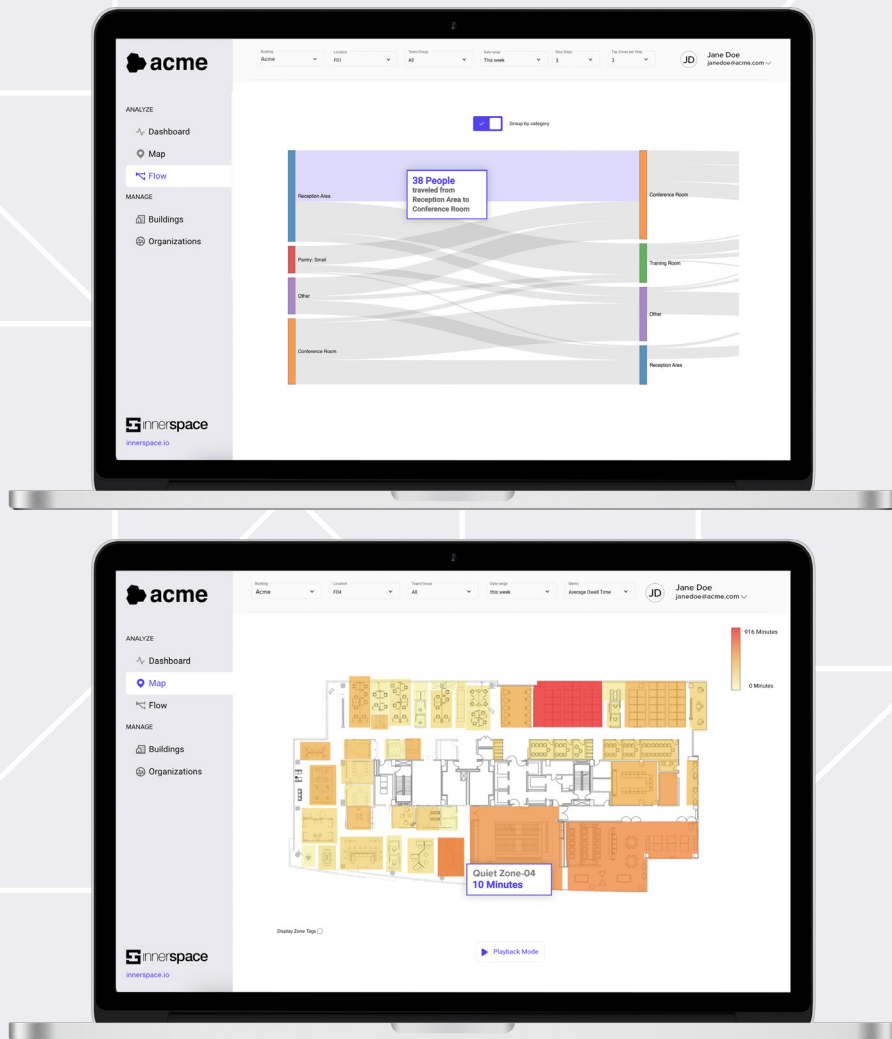 acme
Building
Acme
Location
F01
Team/Group
All
Date range
This week
Max Steps
3
Top Zones per Step
3
JD
Jane Doe
janedoe@acme.com
ANALYZE
Dashboard
Map
Flow
MANAGE
Buildings
Organizations
Group by category
Reception Area
Pantry: Small
Other
Conference Room
38 People
traveled from
Reception Area to
Conference Room
Conference Room
Training Room
Other
Reception Area
innerspace
innerspace.io
acme
Building
Acme
Location
F04
Team/Group
All
Date range
this week
Metric
Average Dwell Time
JD
Jane Doe
janedoe@acme.com
ANALYZE
Dashboard
Map
Flow
MANAGE
Buildings
Organizations
916 Minutes
0 Minutes
Quiet Zone-04
10 Minutes
Display Zone Tags
Playback Mode
innerspace
innerspace.io